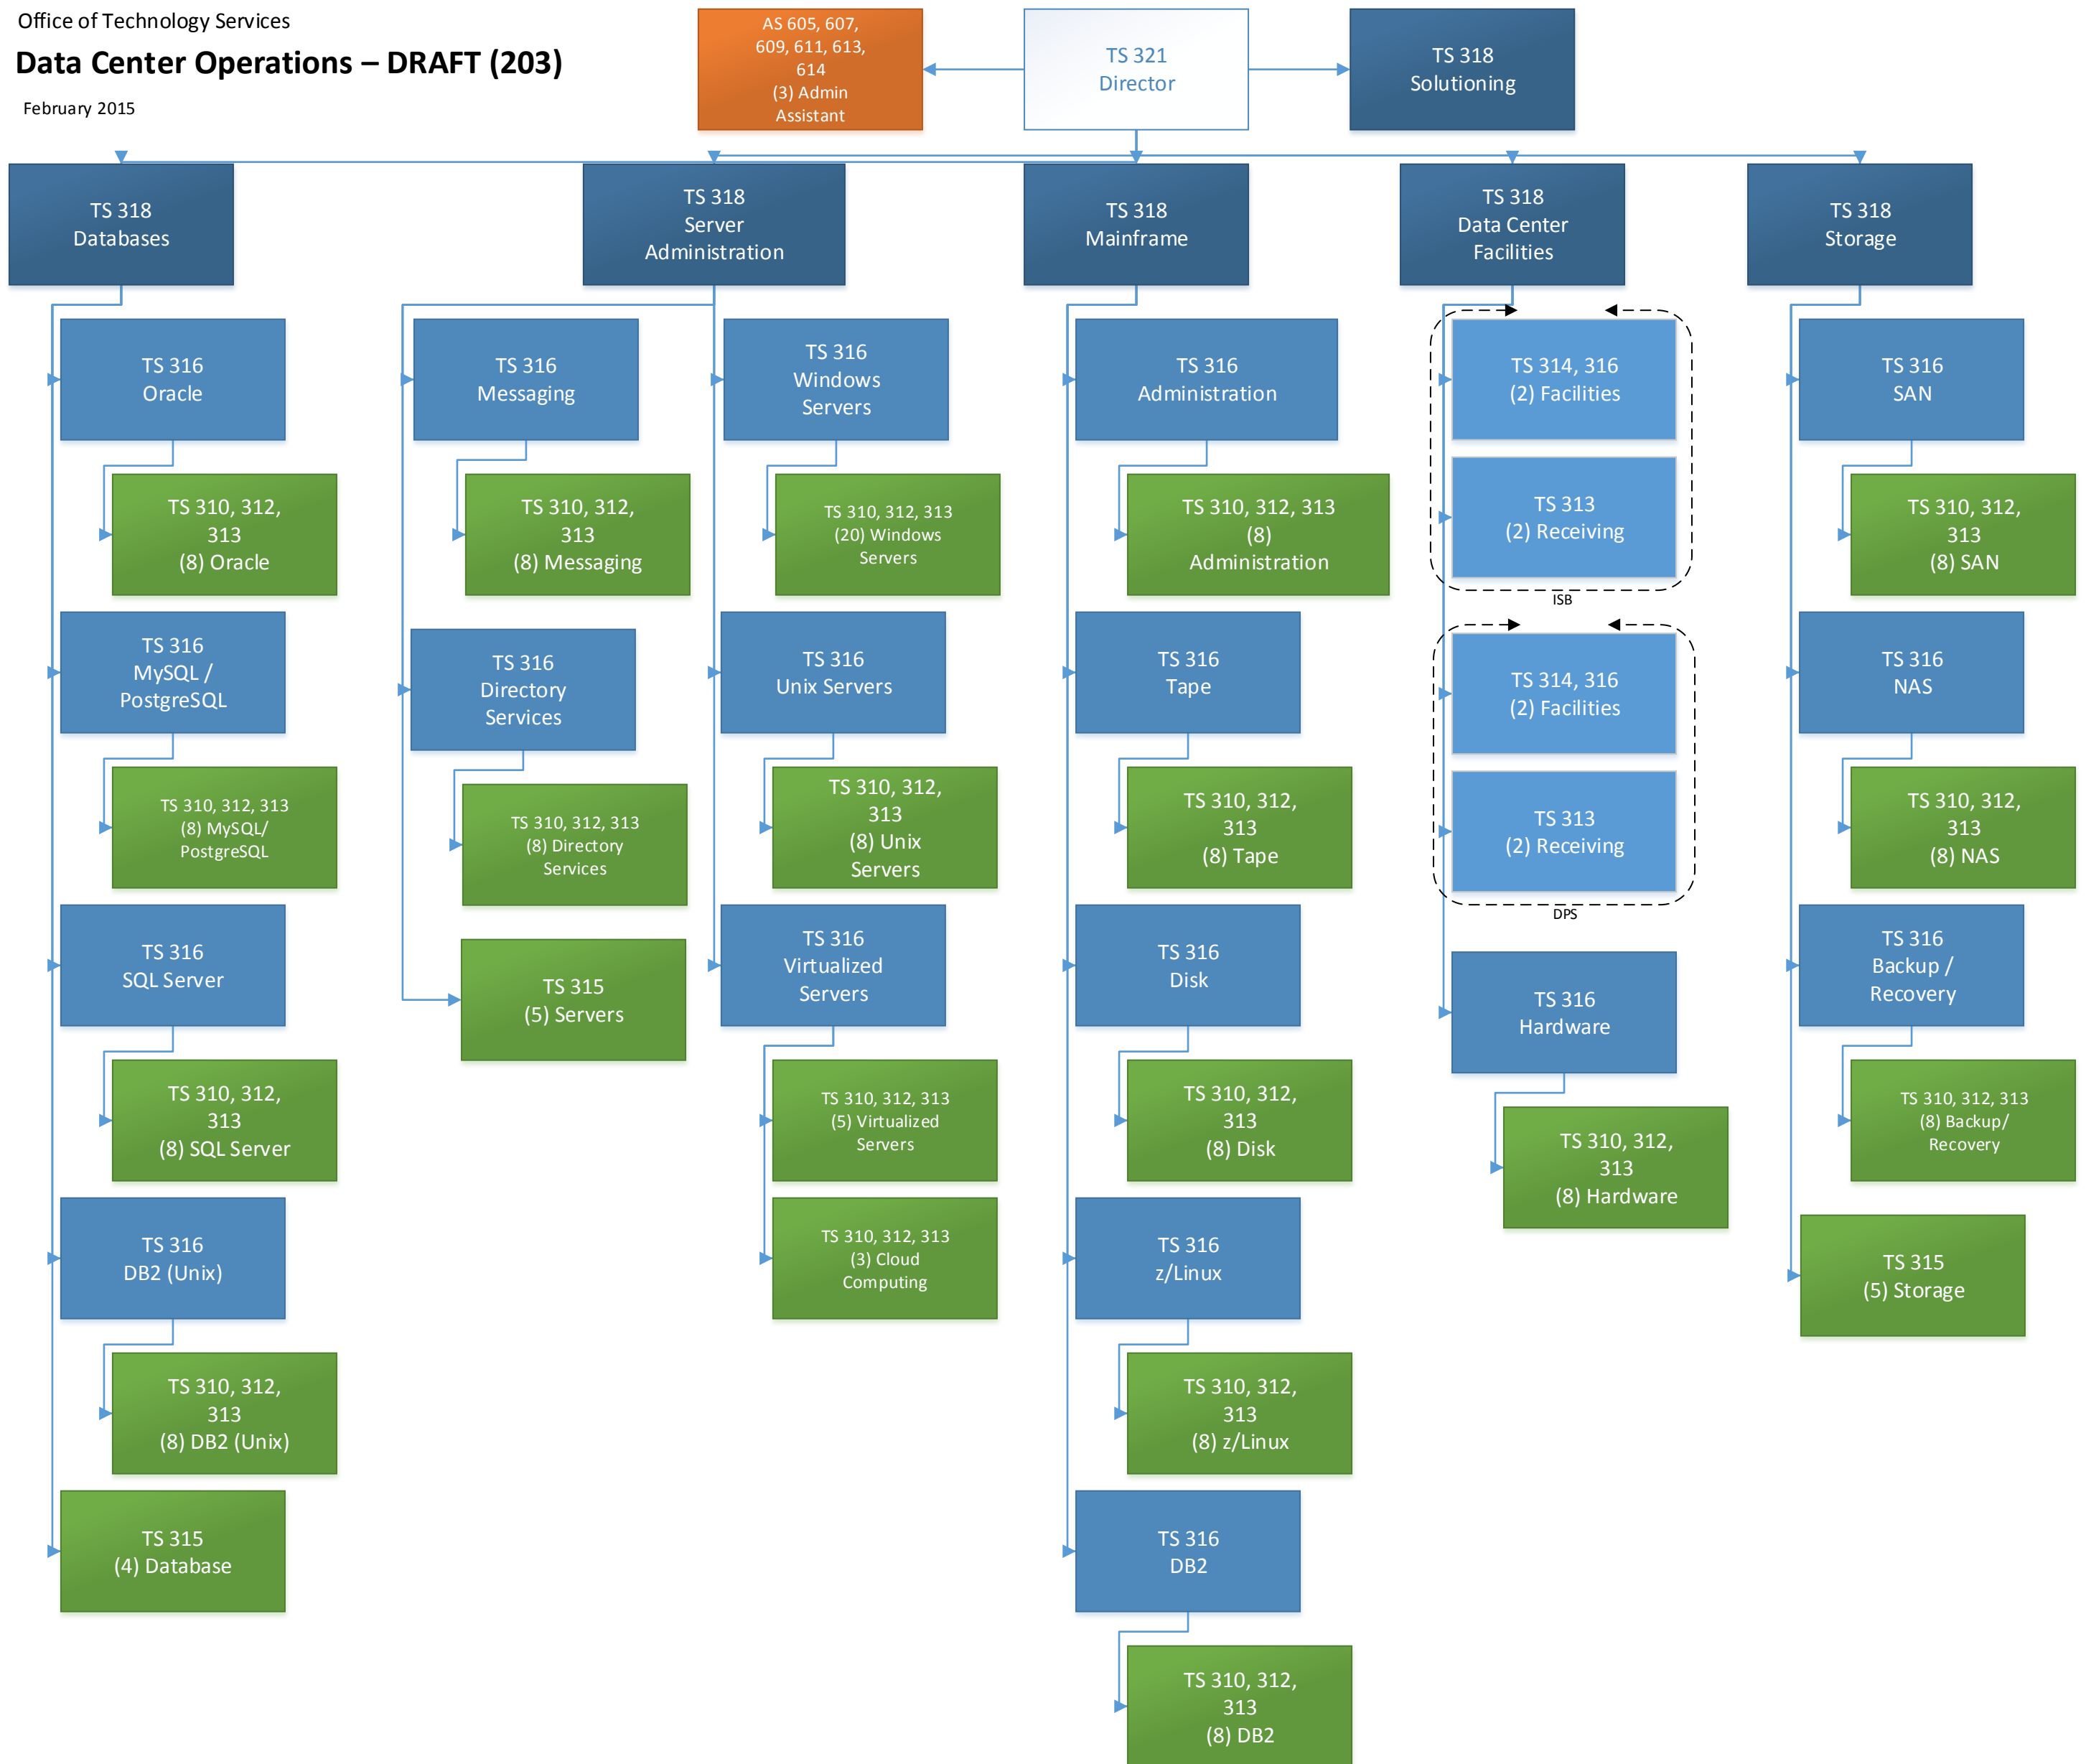 Office of Technology Services
Data Center Operations – DRAFT (203)
February 2015
AS 605, 607,
609, 611, 613,
614
(3) Admin
Assistant
TS 321
Director
TS 318
Solutioning
TS 318
Databases
TS 318
Server
Administration
TS 318
Mainframe
TS 318
Data Center
Facilities
TS 318
Storage
TS 316
Oracle
TS 310, 312,
313
(8) Oracle
TS 316
MySQL /
PostgreSQL
TS 310, 312, 313
(8) MySQL/
PostgreSQL
TS 316
SQL Server
TS 310, 312,
313
(8) SQL Server
TS 316
DB2 (Unix)
TS 310, 312,
313
(8) DB2 (Unix)
TS 315
(4) Database
TS 316
Messaging
TS 310, 312,
313
(8) Messaging
TS 316
Directory
Services
TS 310, 312, 313
(8) Directory
Services
TS 315
(5) Servers
TS 316
Windows
Servers
TS 310, 312, 313
(20) Windows
Servers
TS 316
Unix Servers
TS 310, 312,
313
(8) Unix
Servers
TS 316
Virtualized
Servers
TS 310, 312, 313
(5) Virtualized
Servers
TS 310, 312, 313
(3) Cloud
Computing
TS 316
Administration
TS 310, 312, 313
(8)
Administration
TS 316
Tape
TS 310, 312,
313
(8) Tape
TS 316
Disk
TS 310, 312,
313
(8) Disk
TS 316
z/Linux
TS 310, 312,
313
(8) z/Linux
TS 316
DB2
TS 310, 312,
313
(8) DB2
TS 314, 316
(2) Facilities
TS 313
(2) Receiving
ISB
TS 314, 316
(2) Facilities
TS 313
(2) Receiving
DPS
TS 316
Hardware
TS 310, 312,
313
(8) Hardware
TS 316
SAN
TS 310, 312,
313
(8) SAN
TS 316
NAS
TS 310, 312,
313
(8) NAS
TS 316
Backup /
Recovery
TS 310, 312, 313
(8) Backup/
Recovery
TS 315
(5) Storage